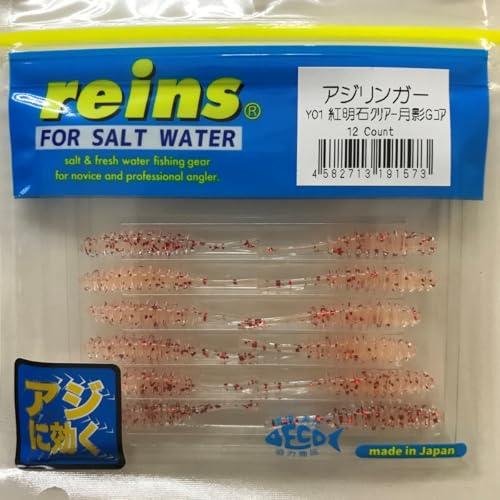 reins®
FOR SALT WATER
salt & fresh water fishing gear
for novice and professional angler.
アジリンガー
Y01 紅明石クリアー月影Gコア
12 Count
4 582713 191573
アジ
に効く
ECO
made in Japan